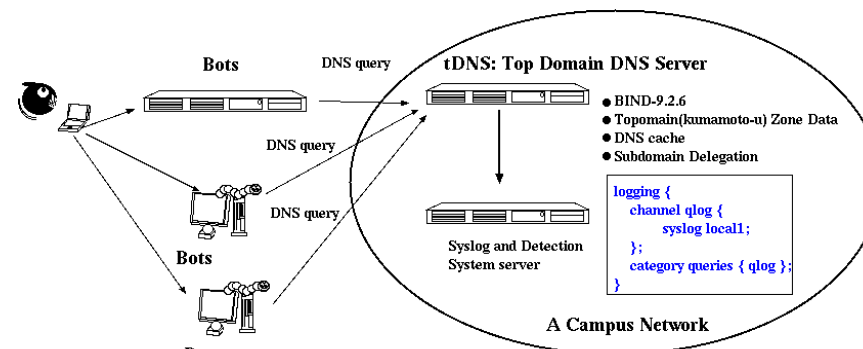 Bots
DNS query
tDNS: Top Domain DNS Server
● BIND-9.2.6
● Topomain(kumamoto-u) Zone Data
● DNS cache
● Subdomain Delegation
DNS query
DNS query
Bots
logging {
channel qlog {
syslog local1;
};
category queries { qlog };
}
Syslog and Detection
System server
A Campus Network